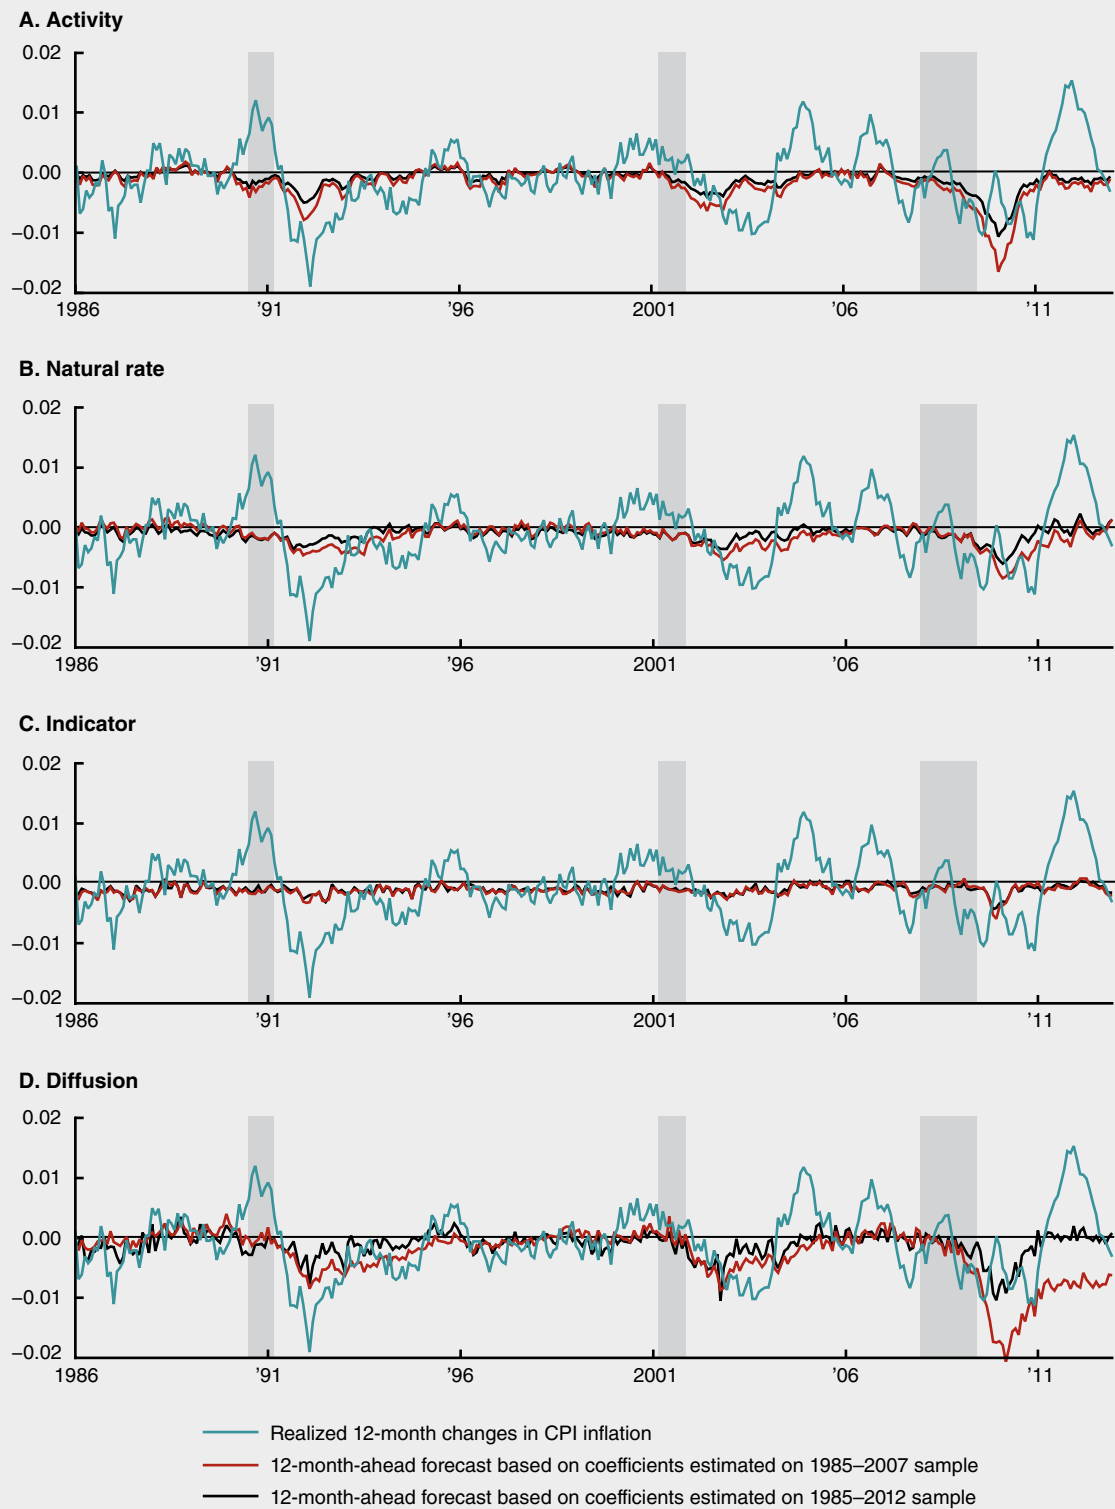 A. Activity
0.02
0.01
0.00
−0.01
−0.02
1986 ’91 ’96 2001 ’06 ’11
B. Natural rate
0.02
0.01
0.00
−0.01
−0.02
1986 ’91 ’96 2001 ’06 ’11
C. Indicator
0.02
0.01
0.00
−0.01
−0.02
1986 ’91 ’96 2001 ’06 ’11
D. Diffusion
0.02
0.01
0.00
−0.01
−0.02
1986 ’91 ’96 2001 ’06 ’11
Realized 12-month changes in CPI inflation
12-month-ahead forecast based on coefficients estimated on 1985–2007 sample
12-month-ahead forecast based on coefficients estimated on 1985–2012 sample